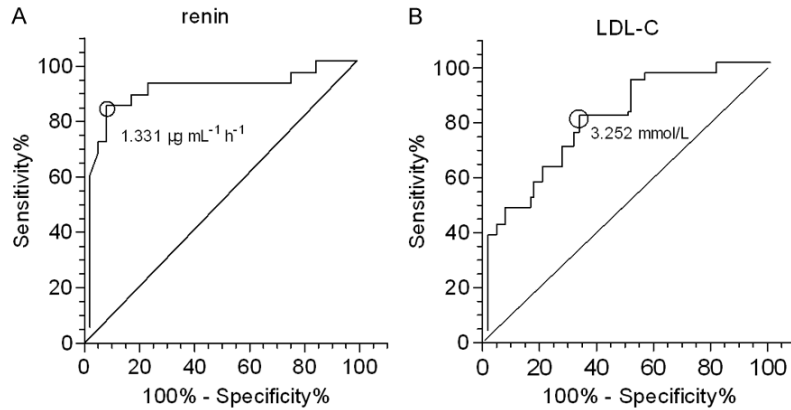 A
renin
100
80
60
40
20
0
Sensitivity%
1.331 µg mL⁻¹ h⁻¹
0 20 40 60 80 100
100% - Specificity%
B
LDL-C
100
80
60
40
20
0
Sensitivity%
3.252 mmol/L
0 20 40 60 80 100
100% - Specificity%